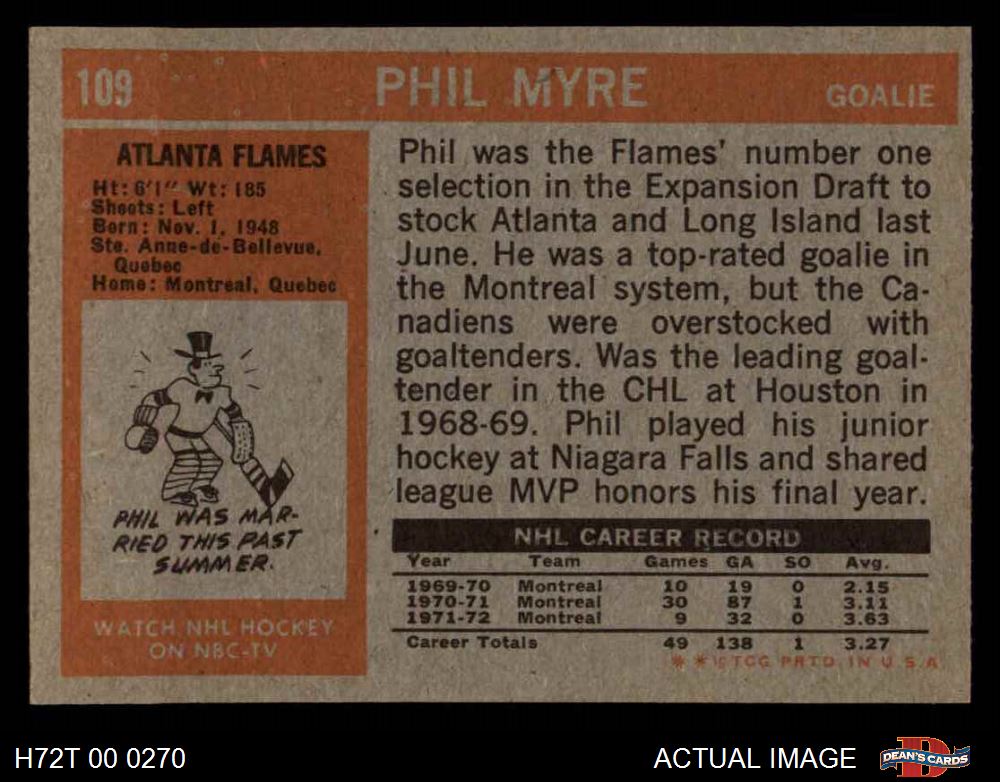 109 PHIL MYRE GOALIE
ATLANTA FLAMES
Ht: 6'1" Wt: 185
Shoots: Left
Born: Nov. 1, 1948
Ste. Anne-de-Bellevue,
Quebec
Home: Montreal, Quebec
PHIL WAS MAR-
RIED THIS PAST
SUMMER.
WATCH NHL HOCKEY
ON NBC-TV
Phil was the Flames' number one
selection in the Expansion Draft to
stock Atlanta and Long Island last
June. He was a top-rated goalie in
the Montreal system, but the Ca-
nadiens were overstocked with
goaltenders. Was the leading goal-
tender in the CHL at Houston in
1968-69. Phil played his junior
hockey at Niagara Falls and shared
league MVP honors his final year.
NHL CAREER RECORD
Year Team Games GA SO Avg.
1969-70 Montreal 10 19 0 2.15
1970-71 Montreal 30 87 1 3.11
1971-72 Montreal 9 32 0 3.63
Career Totals 49 138 1 3.27
* * © TCG PRTD. IN U.S.A
H72T 00 0270
ACTUAL IMAGE
D
DEAN'S CARDS